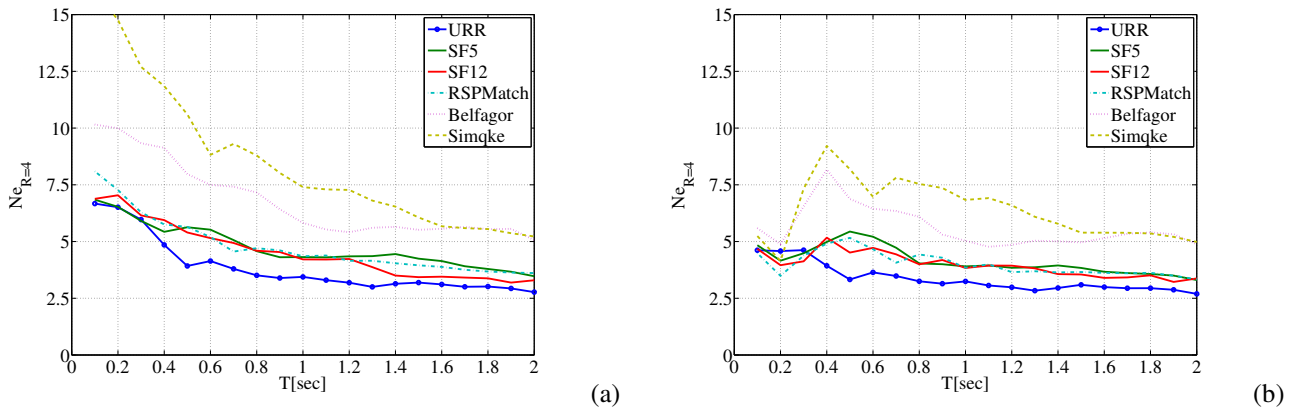 15
12.5
10
7.5
5
2.5
0
Ne R=4
0.2 0.4 0.6 0.8 1 1.2 1.4 1.6 1.8 2
T[sec]
URR
SF5
SF12
RSPMatch
Belfagor
Simqke
(a)
15
12.5
10
7.5
5
2.5
0
Ne R=4
0 0.2 0.4 0.6 0.8 1 1.2 1.4 1.6 1.8 2
T[sec]
URR
SF5
SF12
RSPMatch
Belfagor
Simqke
(b)